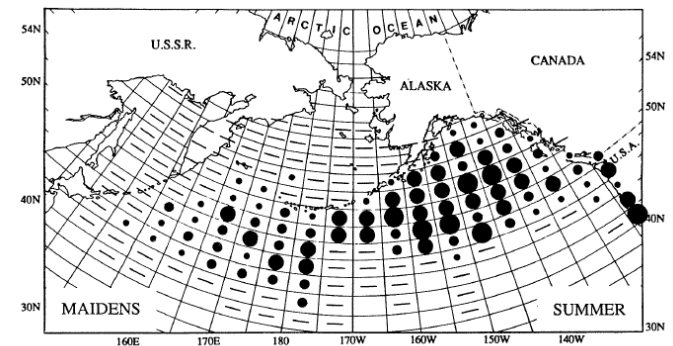 ARCTIC OCEAN
54N
U.S.S.R.
54N
CANADA
50N
ALASKA
50N
U.S.A.
40N
40N
30N
MAIDENS
SUMMER
30N
160E
170E
180
170W
160W
150W
140W